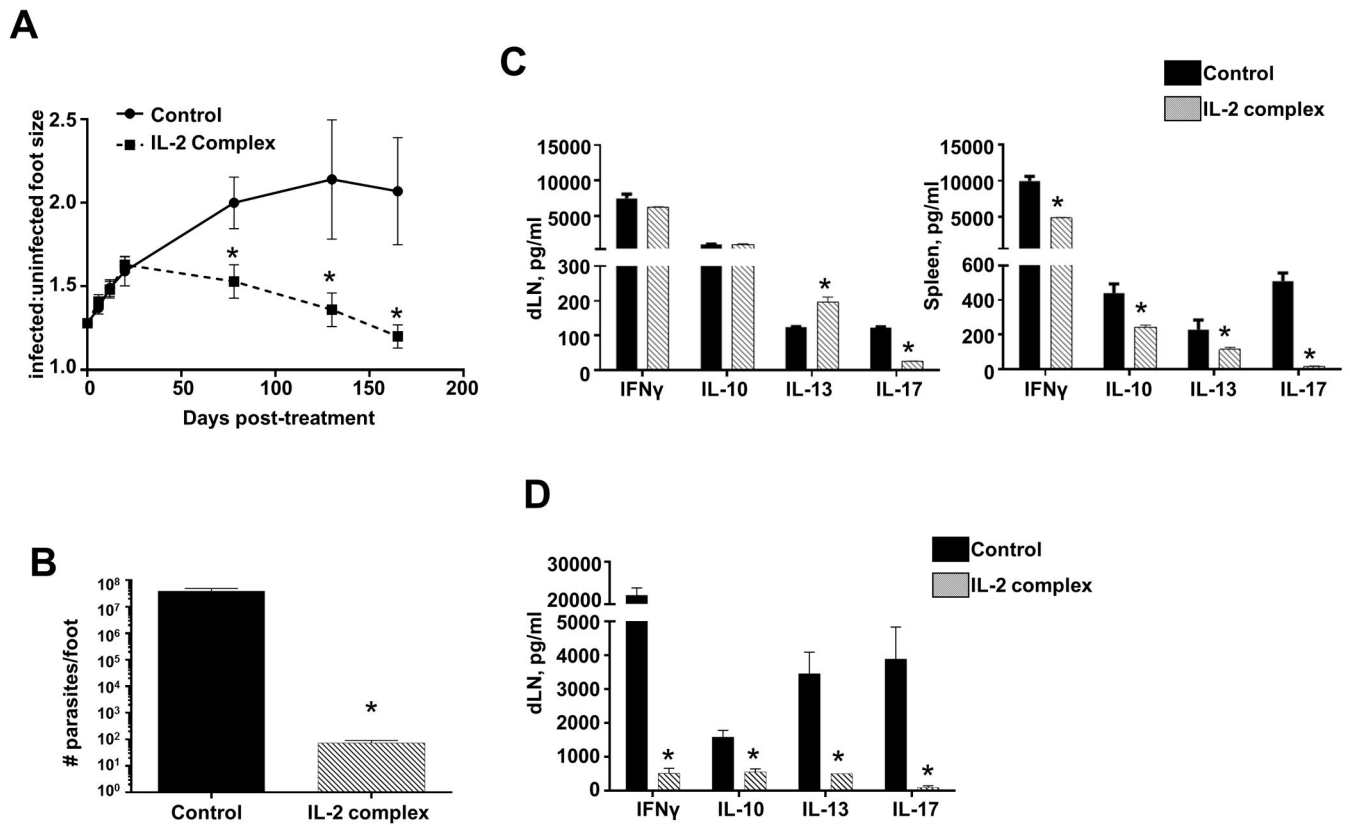 A
Control
IL-2 Complex
infected:uninfected foot size
2.5
2.0
1.5
1.0
*
*
*
0
50
100
150
200
Days post-treatment
B
# parasites/foot
10⁸
10⁷
10⁶
10⁵
10⁴
10³
10²
10¹
10⁰
*
Control
IL-2 complex
C
Control
IL-2 complex
dLN, pg/ml
15000
10000
5000
300
200
100
0
*
*
IFNγ
IL-10
IL-13
IL-17
Spleen, pg/ml
15000
10000
5000
600
400
200
0
*
*
*
*
IFNγ
IL-10
IL-13
IL-17
D
Control
IL-2 complex
dLN, pg/ml
30000
20000
5000
4000
3000
2000
1000
0
*
*
*
*
IFNγ
IL-10
IL-13
IL-17